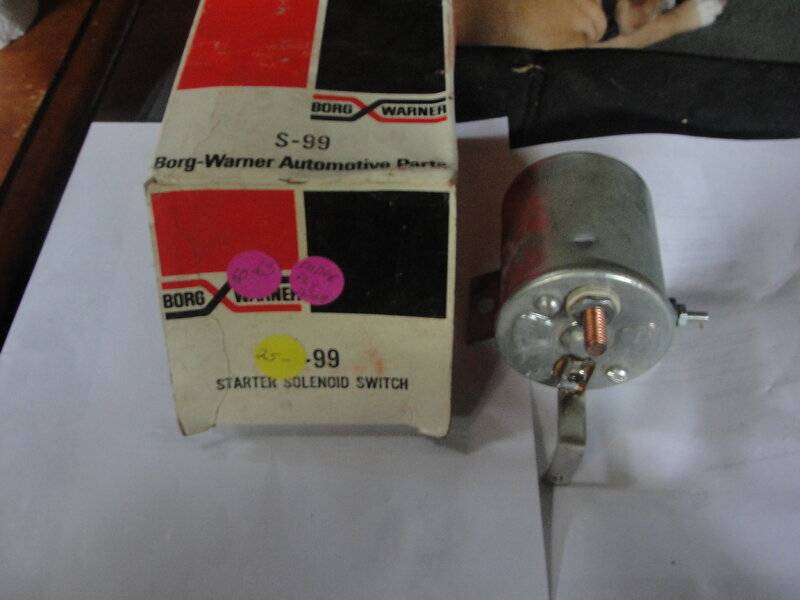 BORG WARNER
S-99
Borg-Warner Automotive Parts
BORG WARNER
25-
-99
STARTER SOLENOID SWITCH